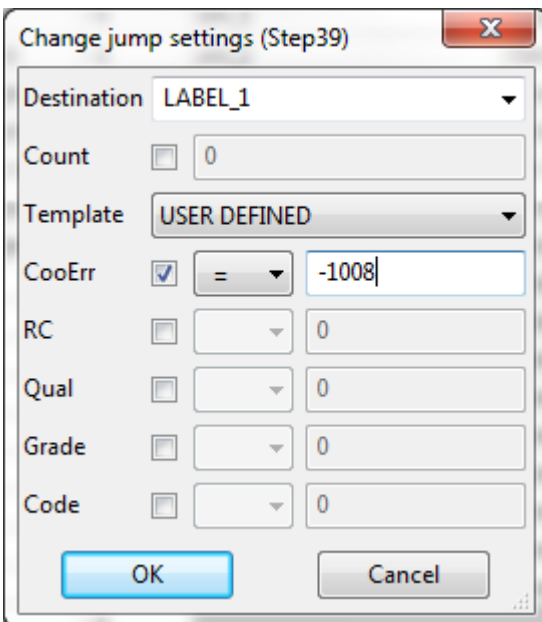 Change jump settings (Step39)
Destination LABEL_1
Count 0
Template USER DEFINED
CooErr = -1008
RC 0
Qual 0
Grade 0
Code 0
OK Cancel